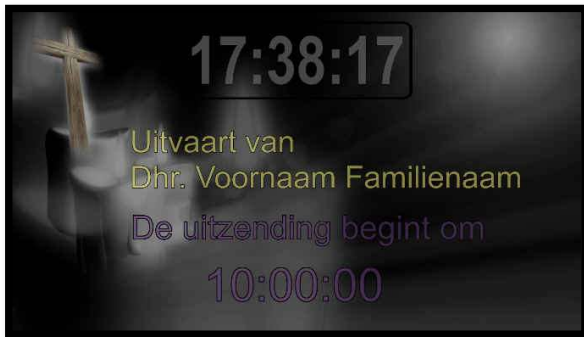 17:38:17
Uitvaart van
Dhr. Voornaam Familienaam
De uitzending begint om
10:00:00